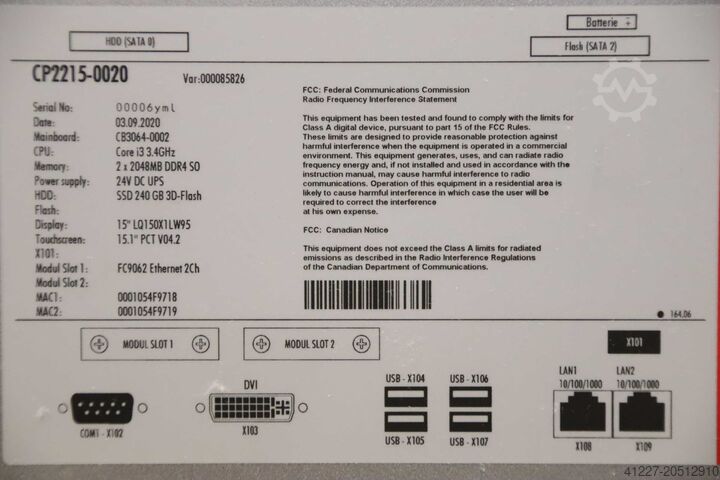 Batterie +
HDD (SATA 0)
Flash (SATA 2)
CP2215-0020
Var:000085826
Serial No: 00006yml
Date: 03.09.2020
Mainboard: CB3064-0002
CPU: Core i3 3.4GHz
Memory: 2 x 2048MB DDR4 SO
Power supply: 24V DC UPS
HDD: SSD 240 GB 3D-Flash
Flash:
Display: 15" LQ150X1LW95
Touchscreen: 15.1" PCT V04.2
X101:
Modul Slot 1: FC9062 Ethernet 2Ch
Modul Slot 2:
MAC1: 0001054F9718
MAC2: 0001054F9719
FCC: Federal Communications Commission
Radio Frequency Interference Statement
This equipment has been tested and found to comply with the limits for
Class A digital device, pursuant to part 15 of the FCC Rules.
These limits are designed to provide reasonable protection against
harmful interference when the equipment is operated in a commercial
environment. This equipment generates, uses, and can radiate radio
frequency energy and, if not installed and used in accordance with the
instruction manual, may cause harmful interference to radio
communications. Operation of this equipment in a residential area is
likely to cause harmful interference in which case the user will be
required to correct the interference
at his own expense.
FCC: Canadian Notice
This equipment does not exceed the Class A limits for radiated
emissions as described in the Radio Interference Regulations
of the Canadian Department of Communications.
164.06
MODUL SLOT 1
MODUL SLOT 2
X101
COM1 - X102
DVI
X103
USB - X104
USB - X106
USB - X105
USB - X107
LAN1
LAN2
10/100/1000
10/100/1000
X108
X109
41227-20512910